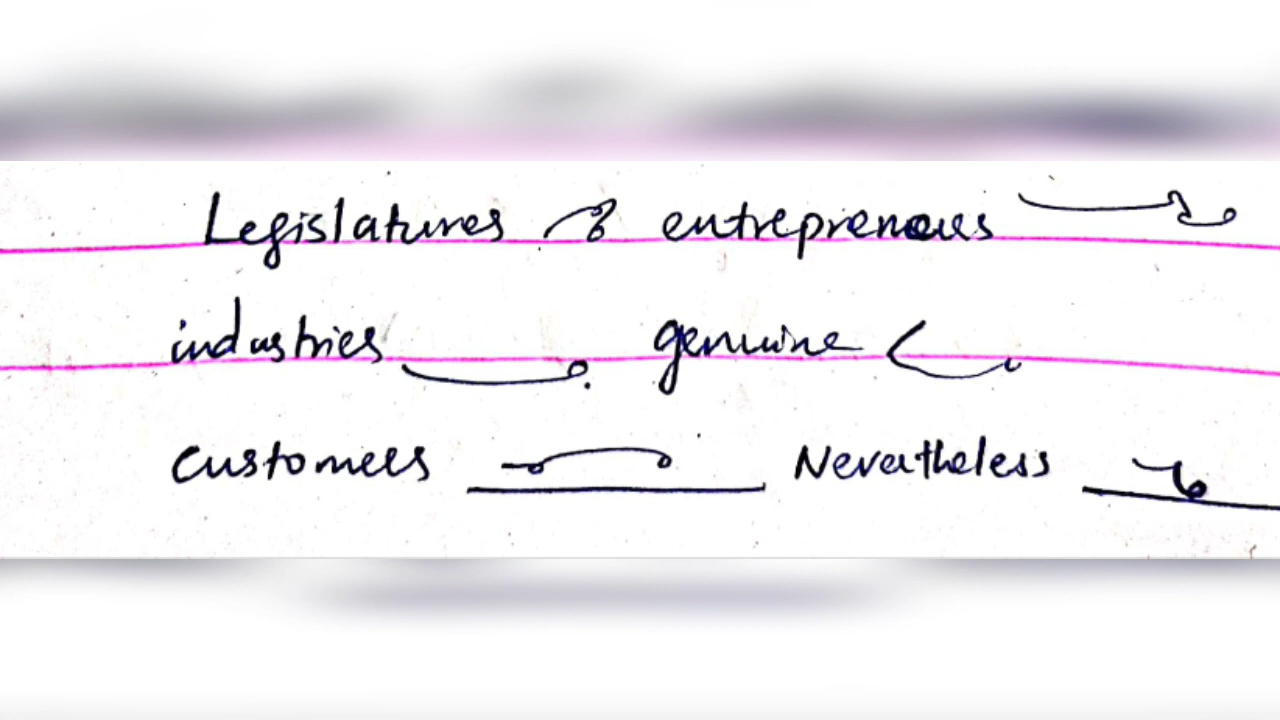 Legislatures entrepreneurs
industries genuine
customers Nevertheless